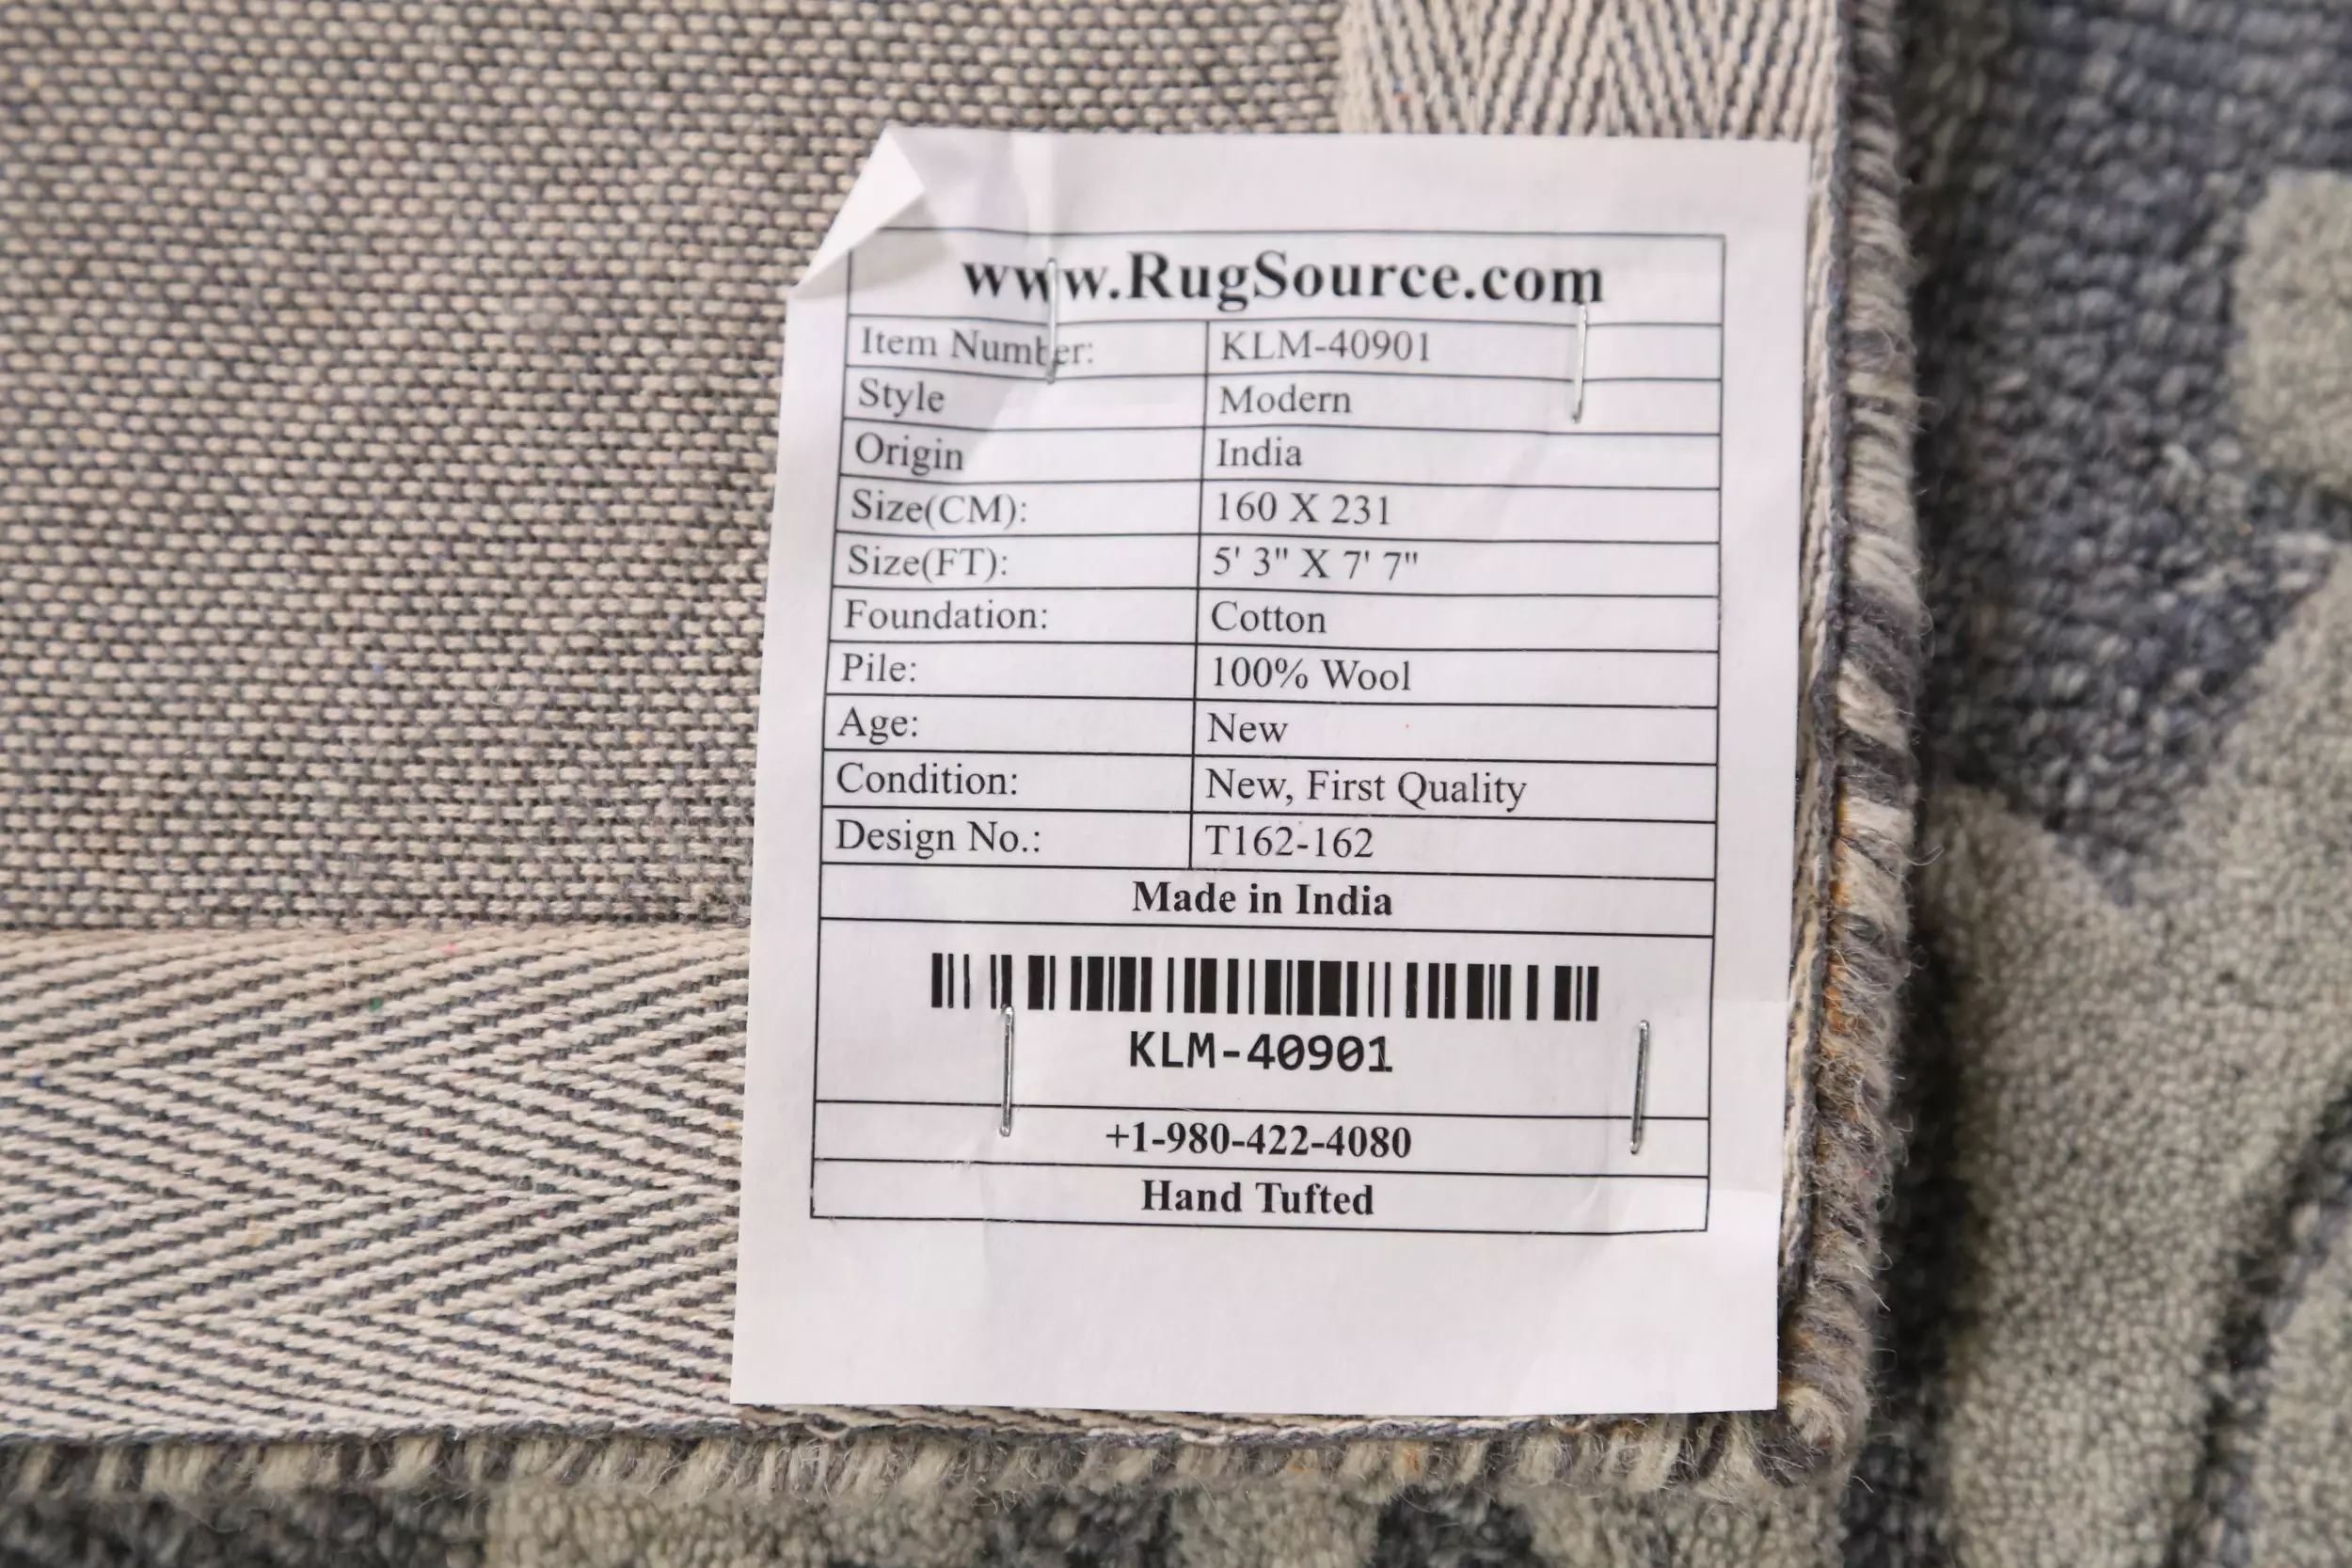 www.RugSource.com
Item Number: KLM-40901
Style Modern
Origin India
Size(CM): 160 X 231
Size(FT): 5' 3" X 7' 7"
Foundation: Cotton
Pile: 100% Wool
Age: New
Condition: New, First Quality
Design No.: T162-162
Made in India
KLM-40901
+1-980-422-4080
Hand Tufted